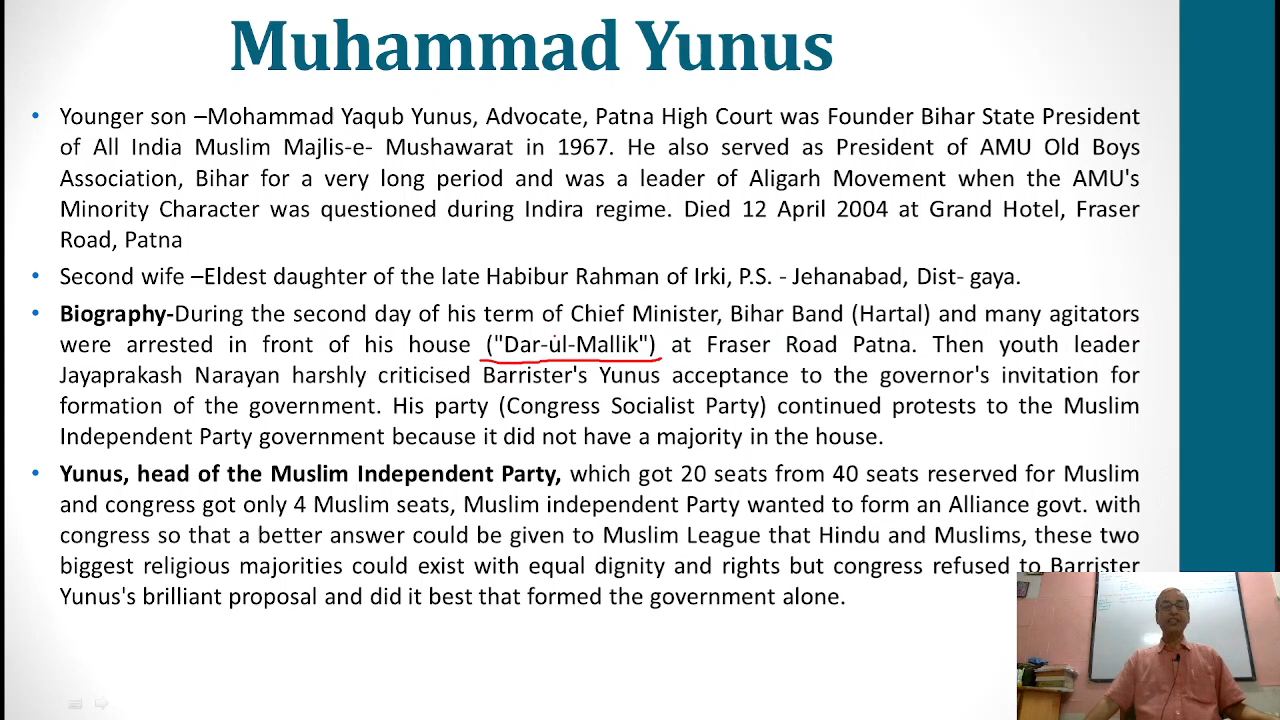 Muhammad Yunus
• Younger son –Mohammad Yaqub Yunus, Advocate, Patna High Court was Founder Bihar State President
of All India Muslim Majlis-e- Mushawarat in 1967. He also served as President of AMU Old Boys
Association, Bihar for a very long period and was a leader of Aligarh Movement when the AMU's
Minority Character was questioned during Indira regime. Died 12 April 2004 at Grand Hotel, Fraser
Road, Patna
• Second wife –Eldest daughter of the late Habibur Rahman of Irki, P.S. - Jehanabad, Dist- gaya.
• Biography-During the second day of his term of Chief Minister, Bihar Band (Hartal) and many agitators
were arrested in front of his house ("Dar-ul-Mallik") at Fraser Road Patna. Then youth leader
Jayaprakash Narayan harshly criticised Barrister's Yunus acceptance to the governor's invitation for
formation of the government. His party (Congress Socialist Party) continued protests to the Muslim
Independent Party government because it did not have a majority in the house.
• Yunus, head of the Muslim Independent Party, which got 20 seats from 40 seats reserved for Muslim
and congress got only 4 Muslim seats, Muslim independent Party wanted to form an Alliance govt. with
congress so that a better answer could be given to Muslim League that Hindu and Muslims, these two
biggest religious majorities could exist with equal dignity and rights but congress refused to Barrister
Yunus's brilliant proposal and did it best that formed the government alone.